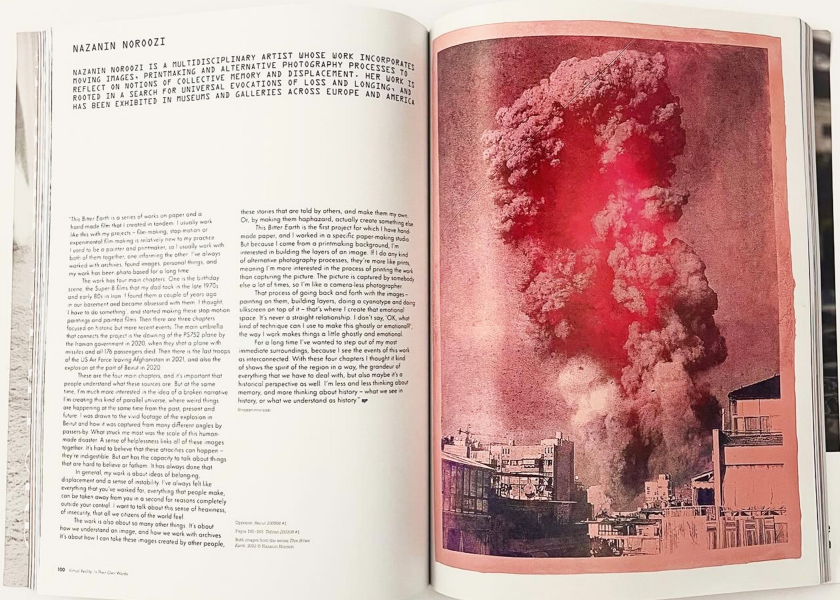 NAZANIN NOROOZI
NAZANIN NOROOZI IS A MULTIDISCIPLINARY ARTIST WHOSE WORK INCORPORATES
MOVING IMAGES, PRINTMAKING AND ALTERNATIVE PHOTOGRAPHY PROCESSES TO
REFLECT ON NOTIONS OF COLLECTIVE MEMORY AND DISPLACEMENT. HER WORK IS
ROOTED IN A SEARCH FOR UNIVERSAL EVOCATIONS OF LOSS AND LONGING, AND
HAS BEEN EXHIBITED IN MUSEUMS AND GALLERIES ACROSS EUROPE AND AMERICA
"This Bitter Earth is a series of works on paper and a
hand-made film that I created in tandem. I usually work
like this with my projects – film-making, stop-motion or
experimental film-making is relatively new to my practice.
I used to be a painter and printmaker, so I usually work with
both of them together, one informing the other. I've always
worked with archives, found images, personal things, and
my work has been photo-based for a long time.
The work has four main chapters. One is the birthday
scene, the Super 8 films that my dad took in the late 1970s
and early 80s in Iran. I found them a couple of years ago
in our basement and became obsessed with them. I thought,
'I have to do something', and started making these stop-motion
paintings and painted films. Then there are three chapters
focused on historic but more recent events. The main umbrella
that connects the project is the downing of the PS752 plane by
the Iranian government in 2020, when they shot a plane with
missiles and all 176 passengers died. Then there is the last troops
of the US Air Force leaving Afghanistan in 2021, and also the
explosion at the port of Beirut in 2020.
These are the four main chapters, and it's important that
people understand what these sources are. But at the same
time, I'm much more interested in the idea of a broken narrative.
I'm creating this kind of parallel universe, where weird things
are happening at the same time from the past, present and
future. I was drawn to the vivid footage of the explosion in
Beirut and how it was captured from many different angles by
passers-by. What struck me most was the scale of this human-
made disaster. A sense of helplessness links all of these images
together. It's hard to believe that these atrocities can happen –
they're indigestible. But art has the capacity to talk about things
that are hard to believe or fathom. It has always done that.
In general, my work is about ideas of belonging,
displacement and a sense of instability. I've always felt like
everything that you've worked for, everything that people make,
can be taken away from you in a second for reasons completely
outside your control. I want to talk about this sense of heaviness,
of insecurity, that all we citizens of the world feel.
The work is also about so many other things. It's about
how we understand an image, and how we work with archives.
It's about how I can take these images created by other people,
these stories that are told by others, and make them my own.
Or, by making them haphazard, actually create something else.
This Bitter Earth is the first project for which I have hand-
made paper, and I worked in a specific paper-making studio.
But because I come from a printmaking background, I'm
interested in building the layers of an image. If I do any kind
of alternative photography processes, they're more like prints,
meaning I'm more interested in the process of printing the work
than capturing the picture. The picture is captured by somebody
else a lot of times, so I'm like a camera-less photographer.
That process of going back and forth with the images –
painting on them, building layers, doing a cyanotype and doing
silkscreen on top of it – that's where I create that emotional
space. It's never a straight relationship. I don't say, 'OK, what
kind of technique can I use to make this ghostly or emotional?',
the way I work makes things a little ghostly and emotional.
For a long time I've wanted to step out of my most
immediate surroundings, because I see the events of this work
as interconnected. With these four chapters I thought it kind
of shows the spirit of the region in a way, the grandeur of
everything that we have to deal with, but also maybe it's a
historical perspective as well. I'm less and less thinking about
memory, and more thinking about history – what we see in
history, or what we understand as history."
Both images from the series This Bitter
100 Virtual Reality: In Their Own Words